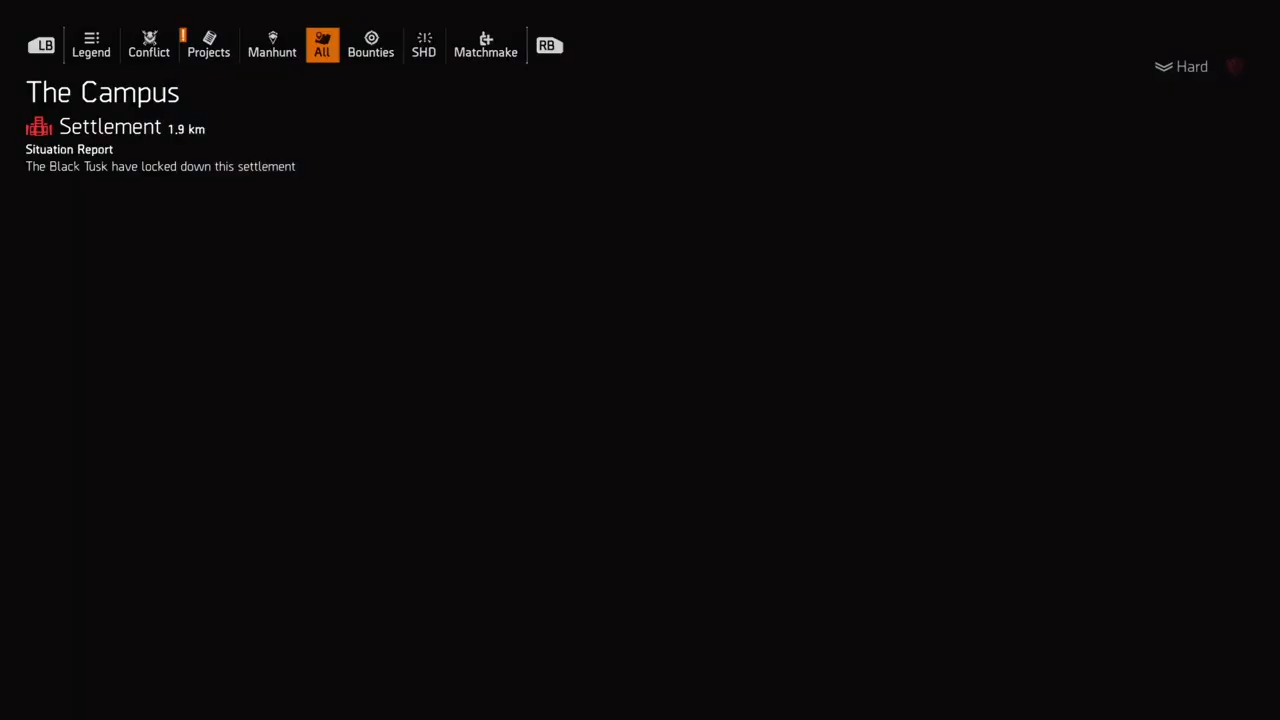 LB Legend Conflict ! Projects Manhunt All Bounties SHD Matchmake RB
Hard
The Campus
Settlement 1.9 km
Situation Report
The Black Tusk have locked down this settlement